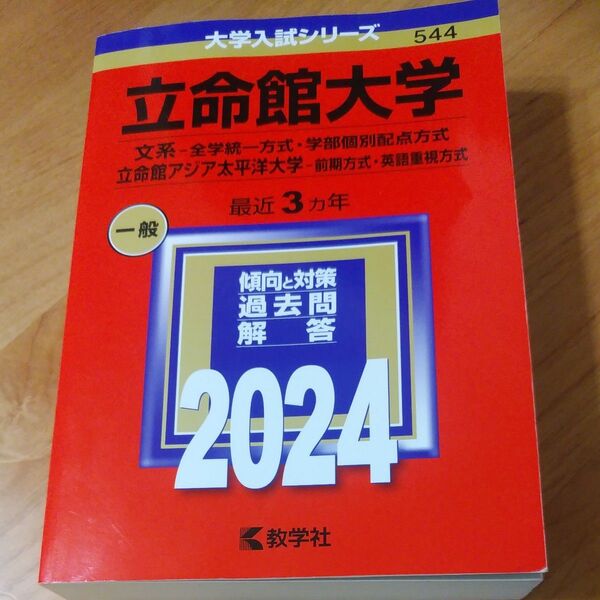 大学入試シリーズ 544
立命館大学
文系-全学統一方式・学部個別配点方式
立命館アジア太平洋大学-前期方式・英語重視方式
最近3カ年
一般
傾向と対策
過去問
解答
2024
教学社